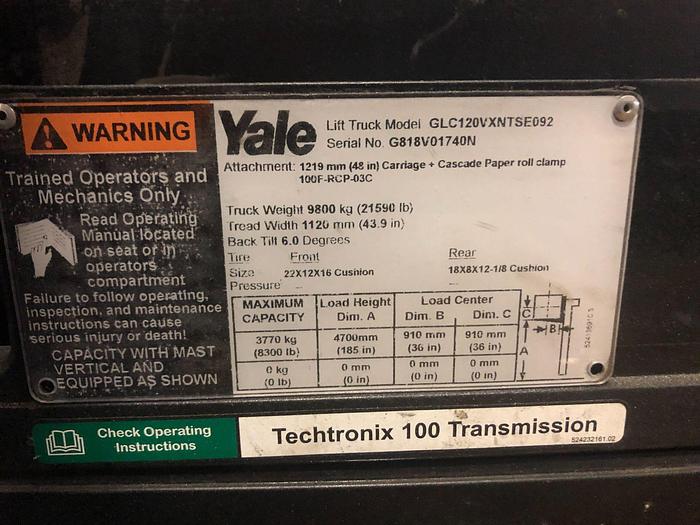 WARNING
Trained Operators and
Mechanics Only
Read Operating
Manual located
on seat or in
operators
compartment
Failure to follow operating,
inspection, and maintenance
instructions can cause
serious injury or death!
CAPACITY WITH MAST
VERTICAL AND
EQUIPPED AS SHOWN
Yale
Lift Truck Model GLC120VXNTSE092
Serial No. G818V01740N
Attachment: 1219 mm (48 in) Carriage + Cascade Paper roll clamp
100F-RCP-03C
Truck Weight 9800 kg (21590 lb)
Tread Width 1120 mm (43.9 in)
Back Tilt 6.0 Degrees
Tire Front Rear
Size 22X12X16 Cushion 18X8X12-1/8 Cushion
Pressure
MAXIMUM CAPACITY Load Height Dim. A Load Center Dim. B Dim. C
3770 kg (8300 lb) 4700mm (185 in) 910 mm (36 in) 910 mm (36 in)
0 kg (0 lb) 0 mm (0 in) 0 mm (0 in) 0 mm (0 in)
C
B
A
Check Operating
Instructions
Techtronix 100 Transmission
524232161.02